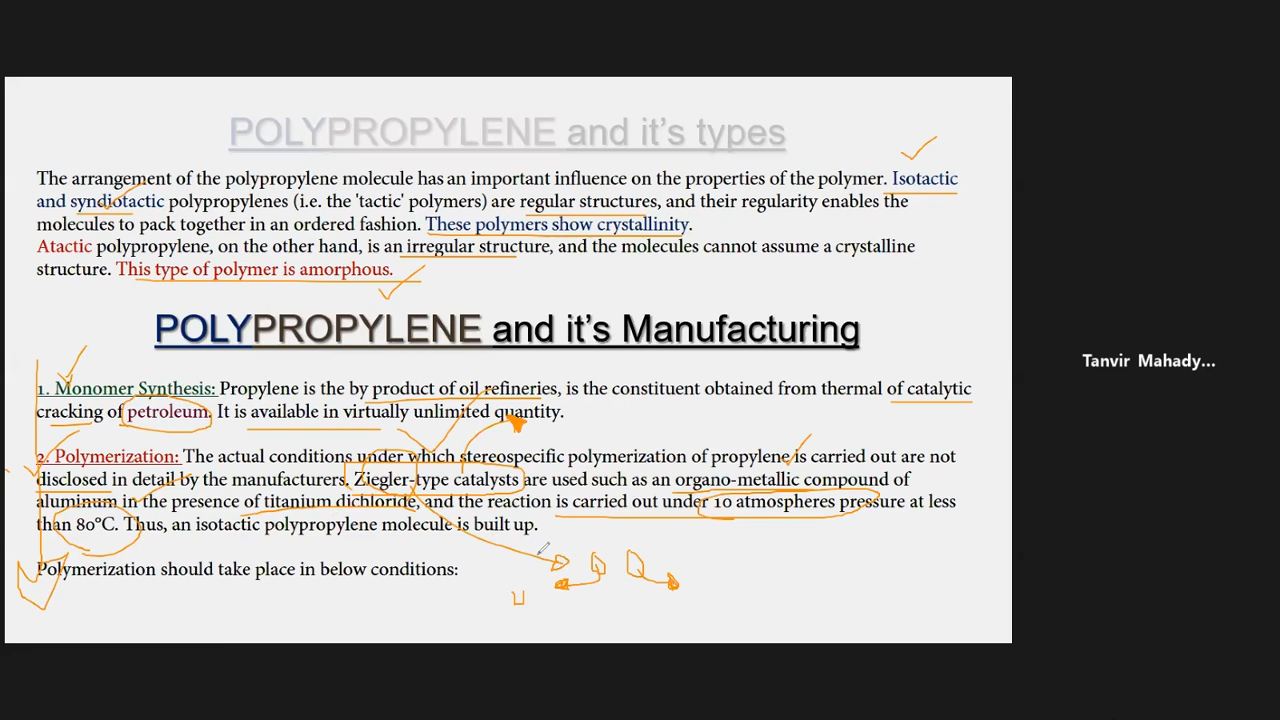 POLYPROPYLENE and it's types
The arrangement of the polypropylene molecule has an important influence on the properties of the polymer. Isotactic
and syndiotactic polypropylenes (i.e. the 'tactic' polymers) are regular structures, and their regularity enables the
molecules to pack together in an ordered fashion. These polymers show crystallinity.
Atactic polypropylene, on the other hand, is an irregular structure, and the molecules cannot assume a crystalline
structure. This type of polymer is amorphous.
POLYPROPYLENE and it's Manufacturing
Tanvir Mahady...
1. Monomer Synthesis: Propylene is the by product of oil refineries, is the constituent obtained from thermal of catalytic
cracking of petroleum. It is available in virtually unlimited quantity.
2. Polymerization: The actual conditions under which stereospecific polymerization of propylene is carried out are not
disclosed in detail by the manufacturers. Ziegler-type catalysts are used such as an organo-metallic compound of
aluminum in the presence of titanium dichloride, and the reaction is carried out under 10 atmospheres pressure at less
than 80°C. Thus, an isotactic polypropylene molecule is built up.
Polymerization should take place in below conditions: